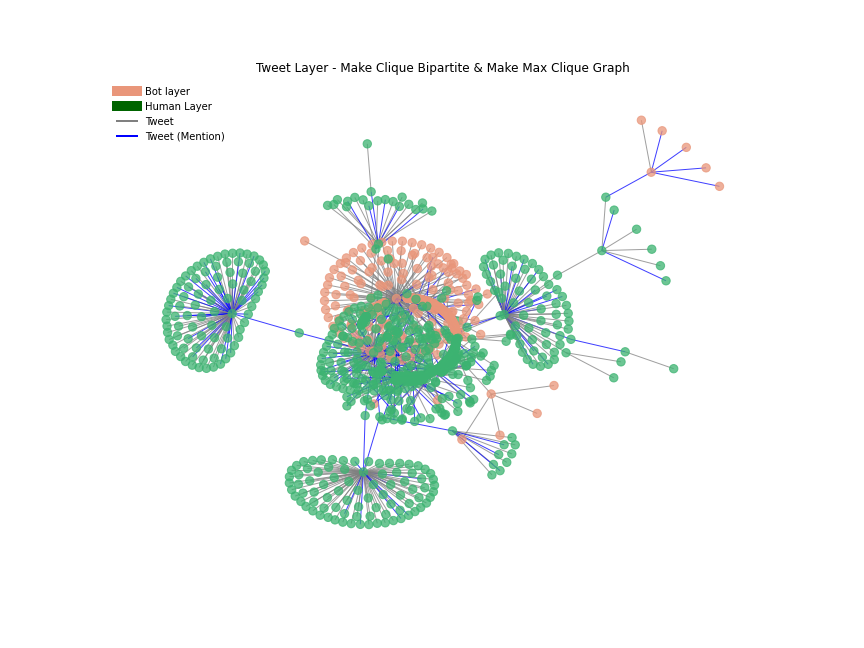 Tweet Layer - Make Clique Bipartite & Make Max Clique Graph
Bot layer
Human Layer
Tweet
Tweet (Mention)